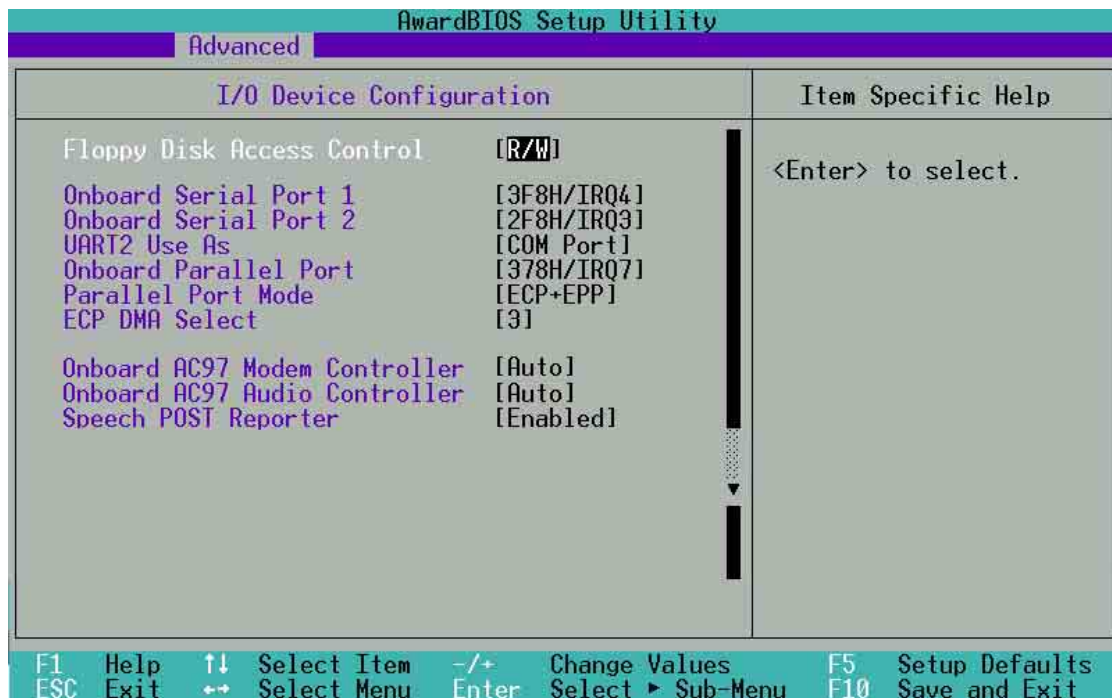 AwardBIOS Setup Utility
Advanced
I/O Device Configuration
Item Specific Help
Floppy Disk Access Control [R/W]
<Enter> to select.
Onboard Serial Port 1 [3F8H/IRQ4]
Onboard Serial Port 2 [2F8H/IRQ3]
UART2 Use As [COM Port]
Onboard Parallel Port [378H/IRQ7]
Parallel Port Mode [ECP+EPP]
ECP DMA Select [3]
Onboard AC97 Modem Controller [Auto]
Onboard AC97 Audio Controller [Auto]
Speech POST Reporter [Enabled]
F1 Help ↑↓ Select Item -/+ Change Values F5 Setup Defaults
ESC Exit ←→ Select Menu Enter Select ► Sub-Menu F10 Save and Exit